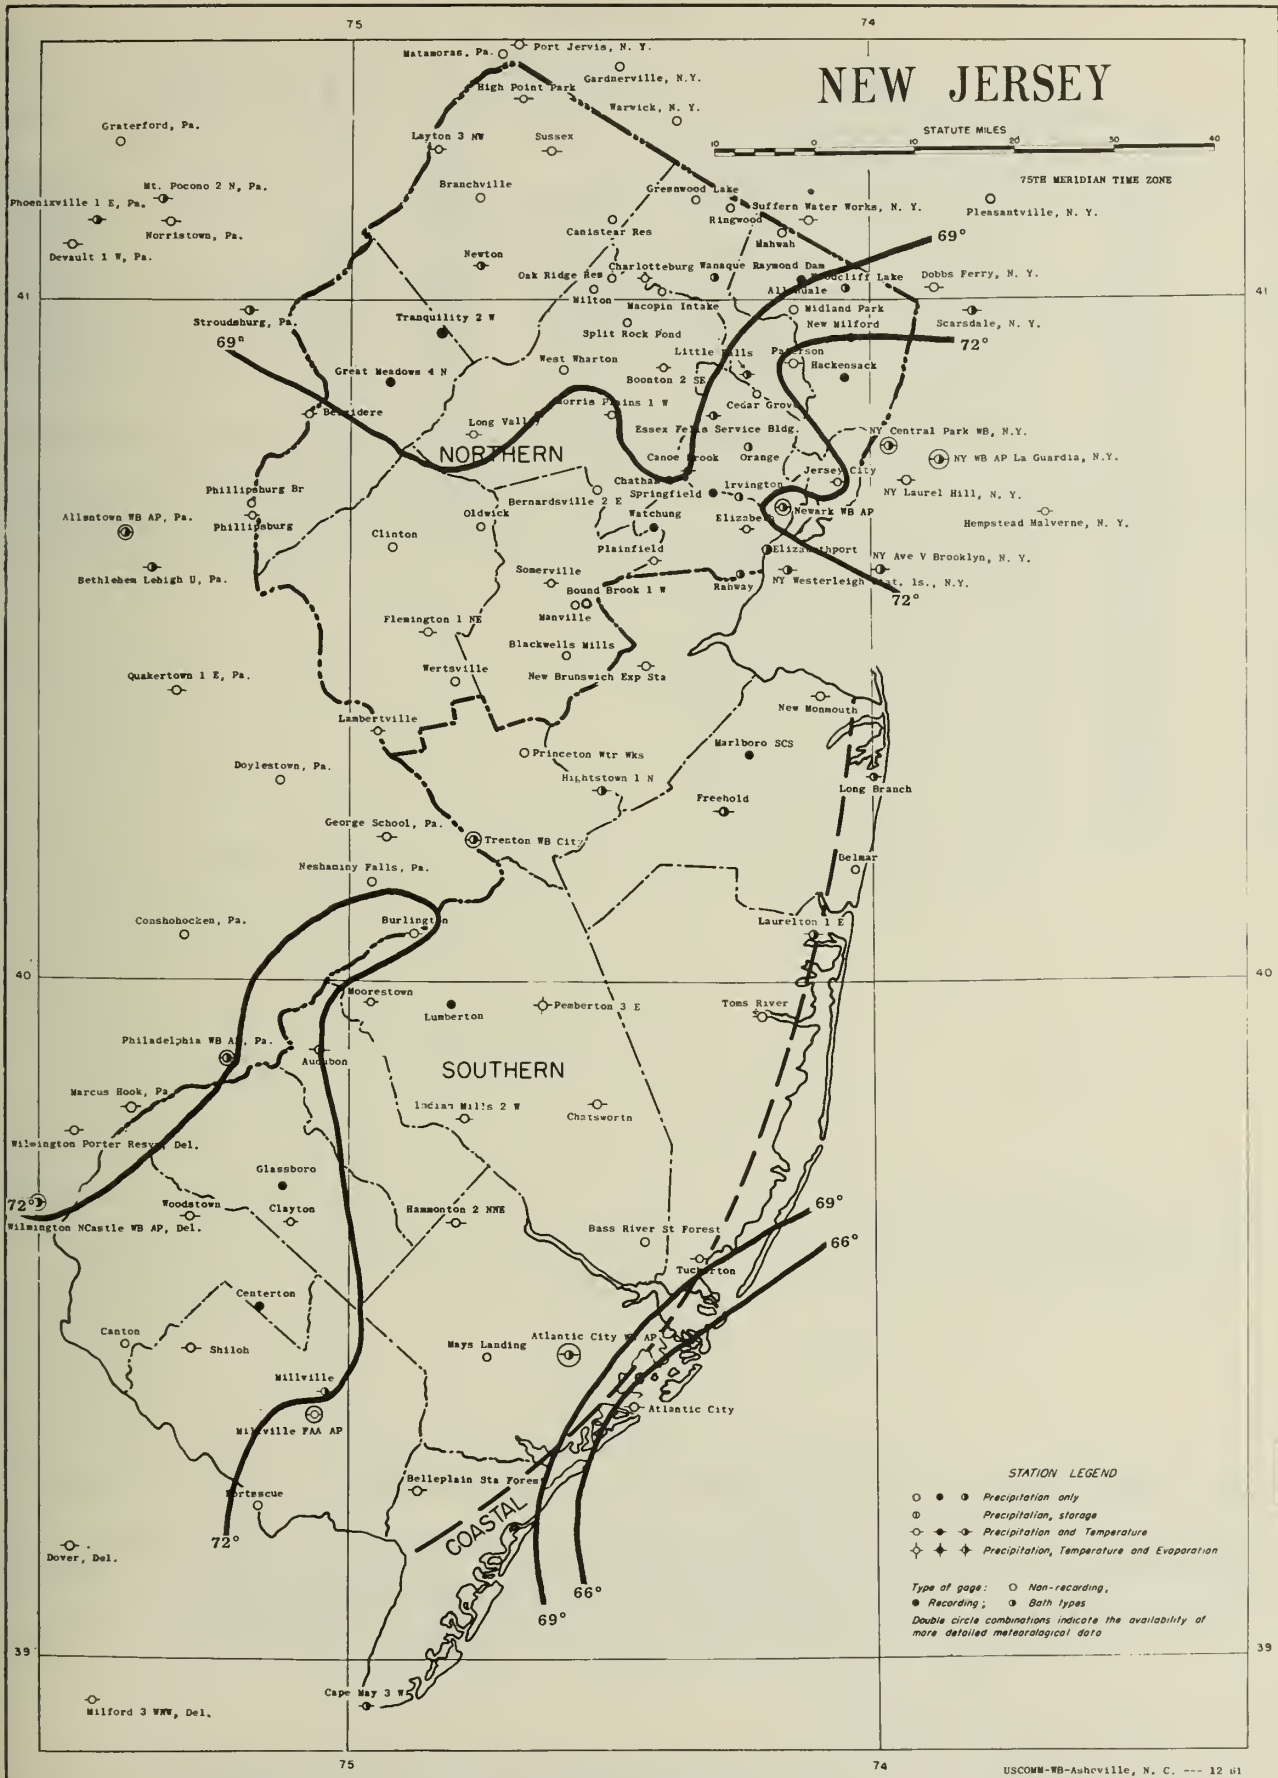 75
74
NEW JERSEY
STATUTE MILES
10
0
10
20
30
40
75TH MERIDIAN TIME ZONE
Matamoras, Pa.
Port Jervis, N. Y.
Gardnerville, N.Y.
High Point Park
Warwick, N. Y.
Graterford, Pa.
Layton 3 NW
Sussex
Mt. Pocono 2 N, Pa.
Branchville
Greenwood Lake
Phoenixville 1 E, Pa.
Suffern Water Works, N. Y.
Pleasantville, N. Y.
Ringwood
Norristown, Pa.
Canistear Res
Mahwah
69°
Devault 1 W, Pa.
Newton
Oak Ridge Res
Charlotteburg
Wanaque Raymond Dam
Woodcliff Lake
Dobbs Ferry, N. Y.
41
Milton
Allendale
41
Macopin Intake
Midland Park
Stroudsburg, Pa.
Tranquility 2 W
New Milford
Scarsdale, N. Y.
Split Rock Pond
69°
Little Falls
Paterson
72°
West Wharton
Hackensack
Great Meadows 4 N
Boonton 2 SE
Belvidere
Morris Plains 1 W
Cedar Grove
Long Valley
Essex Fells Service Bldg.
NY Central Park WB, N.Y.
NORTHERN
Canoe Brook
Orange
NY WB AP La Guardia, N.Y.
Chatham
Jersey City
Phillipsburg Br
Bernardsville 2 E
Springfield
Irvington
NY Laurel Hill, N. Y.
Allentown WB AP, Pa.
Phillipsburg
Oldwick
Watchung
Elizabeth
Newark WB AP
Hempstead Malverne, N. Y.
Clinton
Plainfield
Elizabethport
NY Ave V Brooklyn, N. Y.
Bethlehem Lehigh U, Pa.
Somerville
Bound Brook 1 W
Rahway
NY Westerleigh Stat. Is., N.Y.
72°
Flemington 1 NE
Manville
Blackwells Mills
Quakertown 1 E, Pa.
Wertsville
New Brunswich Exp Sta
Lambertville
New Monmouth
Princeton Wtr Wks
Marlboro SCS
Doylestown, Pa.
Hightstown 1 N
Long Branch
Freehold
George School, Pa.
Trenton WB City
Neshaminy Falls, Pa.
Belmar
Conshohocken, Pa.
Burlington
Laurelton 1 E
40
40
Moorestown
Lumberton
Pemberton 3 E
Toms River
Philadelphia WB AP, Pa.
Audubon
SOUTHERN
Marcus Hook, Pa.
Indian Mills 2 W
Chatsworth
Wilmington Porter Resvr, Del.
Glassboro
72°
Woodstown
Clayton
Hammonton 2 NNE
69°
Wilmington NCastle WB AP, Del.
Bass River St Forest
66°
Tuckerton
Centerton
Canton
Shiloh
Mays Landing
Atlantic City WB AP
Millville
Atlantic City
Millville FAA AP
Belleplain Sta Forest
Fortescue
COASTAL
72°
Dover, Del.
66°
69°
STATION LEGEND
Precipitation only
Precipitation, storage
Precipitation and Temperature
Precipitation, Temperature and Evaporation
Type of gage: Non-recording,
Recording; Both types
Double circle combinations indicate the availability of
more detailed meteorological data
39
39
Cape May 3 W
Milford 3 WNW, Del.
75
74
USCOMM-WB-Asheville, N. C. --- 12 61